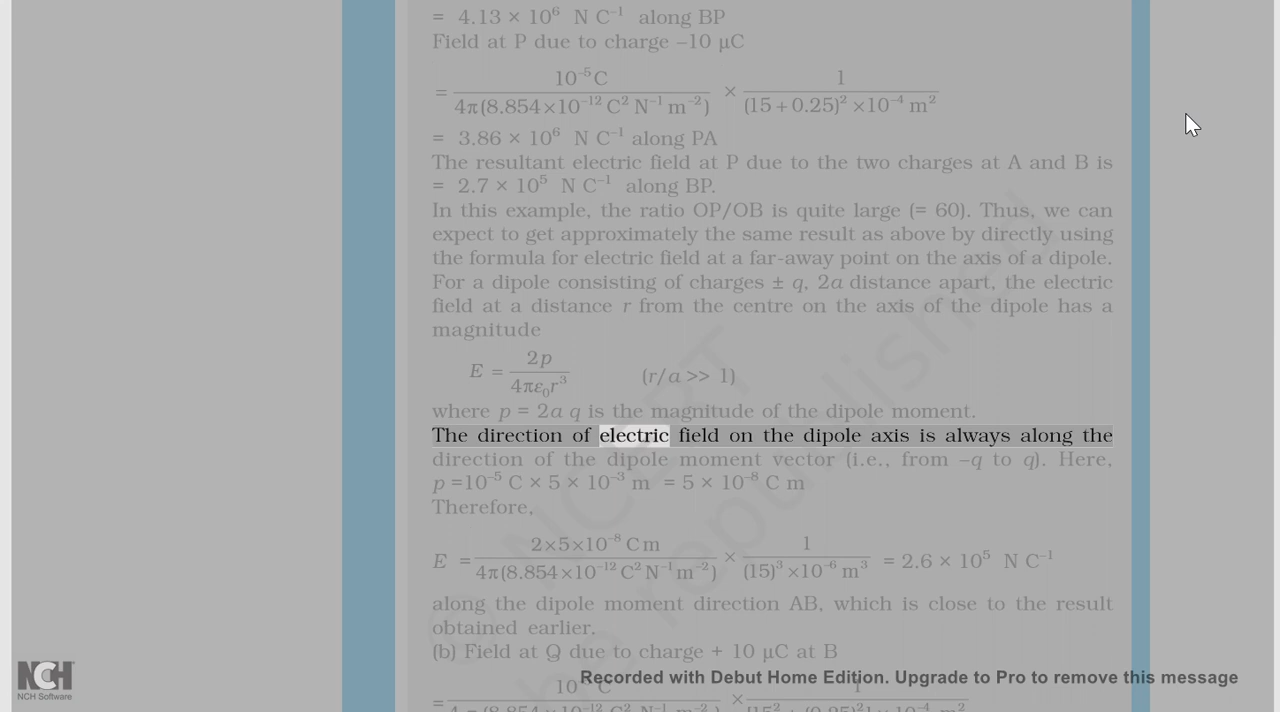 = 4.13 × 10⁶ N C⁻¹ along BP
Field at P due to charge –10 μC
= 10⁻⁵ C / 4π(8.854 × 10⁻¹² C² N⁻¹ m⁻²) × 1 / (15 + 0.25)² × 10⁻⁴ m²
= 3.86 × 10⁶ N C⁻¹ along PA
The resultant electric field at P due to the two charges at A and B is
= 2.7 × 10⁵ N C⁻¹ along BP.
In this example, the ratio OP/OB is quite large (= 60). Thus, we can
expect to get approximately the same result as above by directly using
the formula for electric field at a far-away point on the axis of a dipole.
For a dipole consisting of charges ± q, 2a distance apart, the electric
field at a distance r from the centre on the axis of the dipole has a
magnitude
E = 2p / 4πε₀r³ (r/a >> 1)
where p = 2a q is the magnitude of the dipole moment.
The direction of electric field on the dipole axis is always along the
direction of the dipole moment vector (i.e., from –q to q). Here,
p =10⁻⁵ C × 5 × 10⁻³ m = 5 × 10⁻⁸ C m
Therefore,
E = 2×5×10⁻⁸ C m / 4π(8.854 × 10⁻¹² C² N⁻¹ m⁻²) × 1 / (15)³ × 10⁻⁶ m³ = 2.6 × 10⁵ N C⁻¹
along the dipole moment direction AB, which is close to the result
obtained earlier.
(b) Field at Q due to charge + 10 μC at B
NCH
NCH Software
Recorded with Debut Home Edition. Upgrade to Pro to remove this message